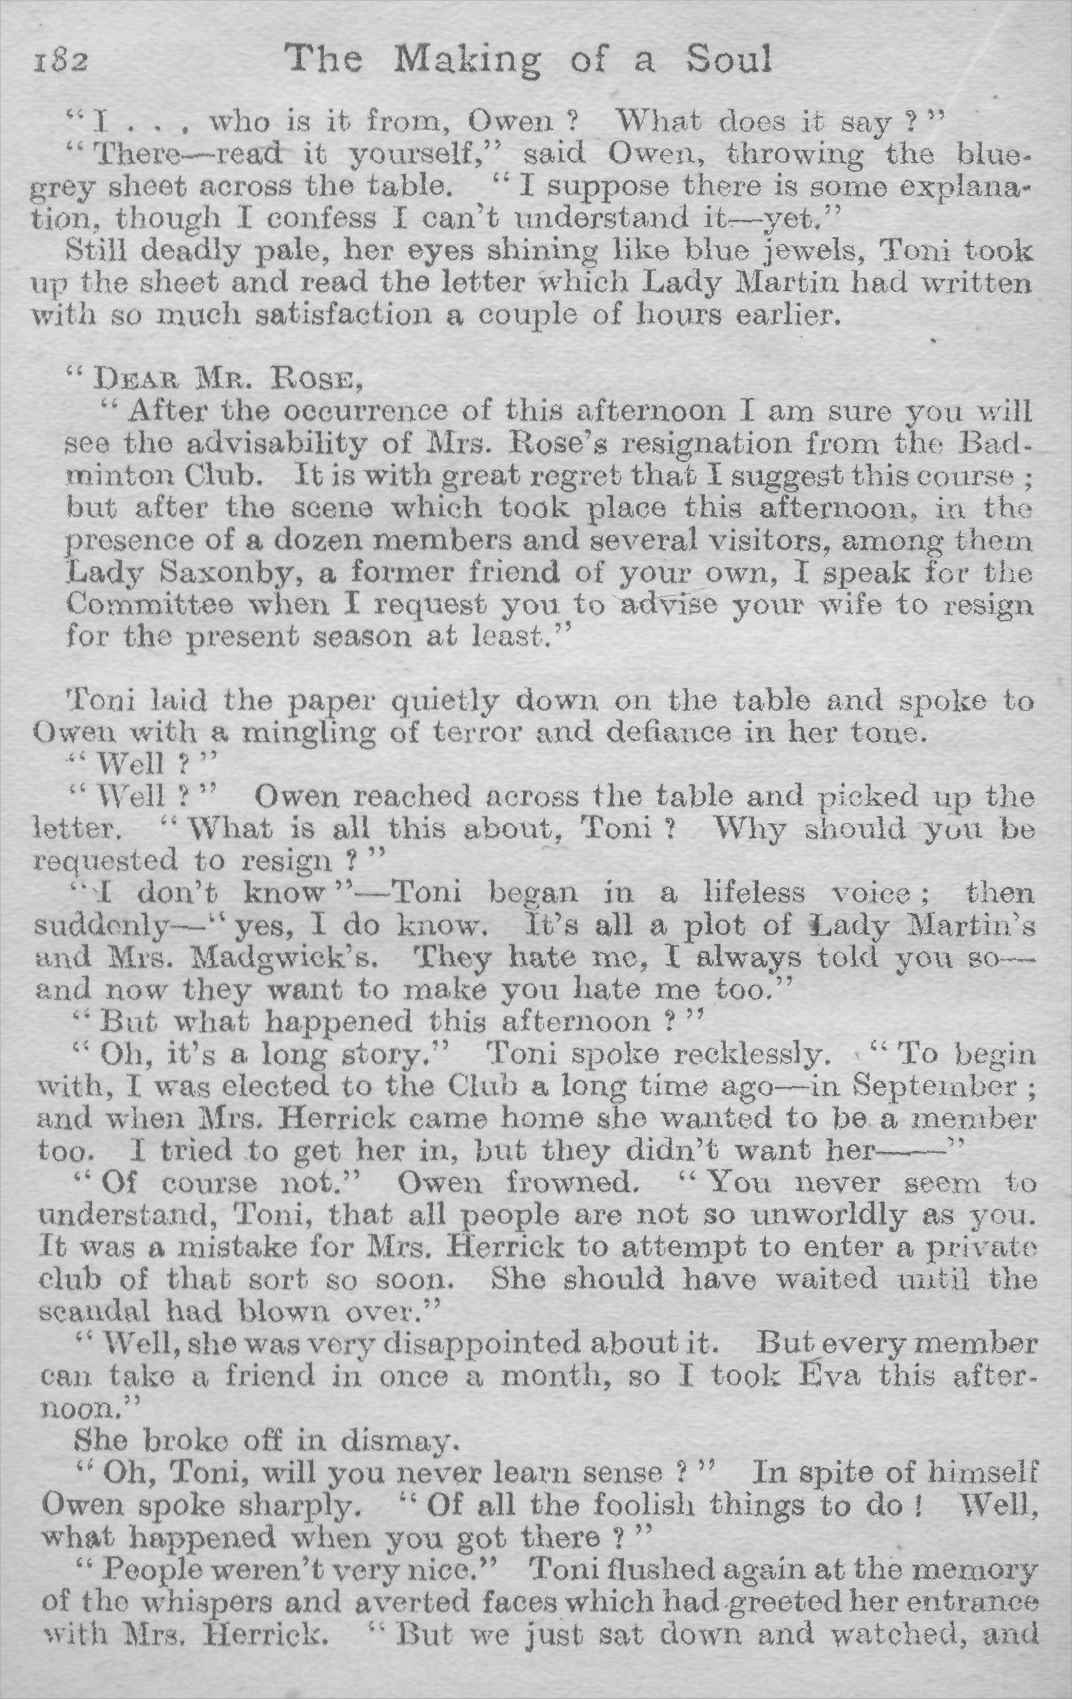 182 The Making of a Soul
“I . . . who is it from, Owen ? What does it say ?”
“There—read it yourself,” said Owen, throwing the blue-
grey sheet across the table. “I suppose there is some explana-
tion, though I confess I can’t understand it—yet.”
Still deadly pale, her eyes shining like blue jewels, Toni took
up the sheet and read the letter which Lady Martin had written
with so much satisfaction a couple of hours earlier.
“DEAR MR. ROSE,
“After the occurrence of this afternoon I am sure you will
see the advisability of Mrs. Rose’s resignation from the Bad-
minton Club. It is with great regret that I suggest this course ;
but after the scene which took place this afternoon, in the
presence of a dozen members and several visitors, among them
Lady Saxonby, a former friend of your own, I speak for the
Committee when I request you to advise your wife to resign
for the present season at least.”
Toni laid the paper quietly down on the table and spoke to
Owen with a mingling of terror and defiance in her tone.
“Well ?”
“Well ?” Owen reached across the table and picked up the
letter. “What is all this about, Toni ? Why should you be
requested to resign ?”
“I don’t know”—Toni began in a lifeless voice ; then
suddenly—“yes, I do know. It’s all a plot of Lady Martin’s
and Mrs. Madgwick’s. They hate me, I always told you so—
and now they want to make you hate me too.”
“But what happened this afternoon ?”
“Oh, it’s a long story.” Toni spoke recklessly. “To begin
with, I was elected to the Club a long time ago—in September ;
and when Mrs. Herrick came home she wanted to be a member
too. I tried to get her in, but they didn’t want her——”
“Of course not.” Owen frowned. “You never seem to
understand, Toni, that all people are not so unworldly as you.
It was a mistake for Mrs. Herrick to attempt to enter a private
club of that sort so soon. She should have waited until the
scandal had blown over.”
“Well, she was very disappointed about it. But every member
can take a friend in once a month, so I took Eva this after-
noon.”
She broke off in dismay.
“Oh, Toni, will you never learn sense ?” In spite of himself
Owen spoke sharply. “Of all the foolish things to do ! Well,
what happened when you got there ?”
“People weren’t very nice.” Toni flushed again at the memory
of the whispers and averted faces which had greeted her entrance
with Mrs. Herrick. “But we just sat down and watched, and